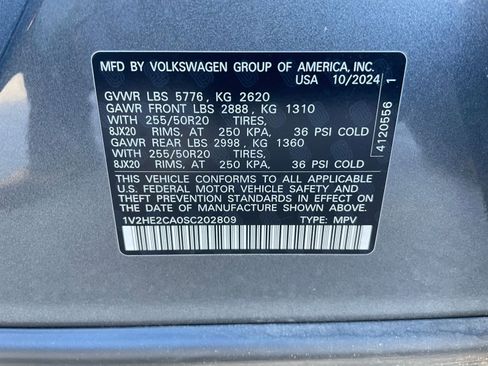 MFD BY VOLKSWAGEN GROUP OF AMERICA, INC.
USA 10/2024
GVWR LBS 5776, KG 2620
GAWR FRONT LBS 2888, KG 1310
WITH 255/50R20 TIRES,
8JX20 RIMS, AT 250 KPA, 36 PSI COLD
GAWR REAR LBS 2998, KG 1360
WITH 255/50R20 TIRES,
8JX20 RIMS, AT 250 KPA, 36 PSI COLD
THIS VEHICLE CONFORMS TO ALL APPLICABLE
U.S. FEDERAL MOTOR VEHICLE SAFETY AND
THEFT PREVENTION STANDARDS IN EFFECT ON
THE DATE OF MANUFACTURE SHOWN ABOVE.
1V2HE2CA0SC202809 TYPE: MPV
14120556 1